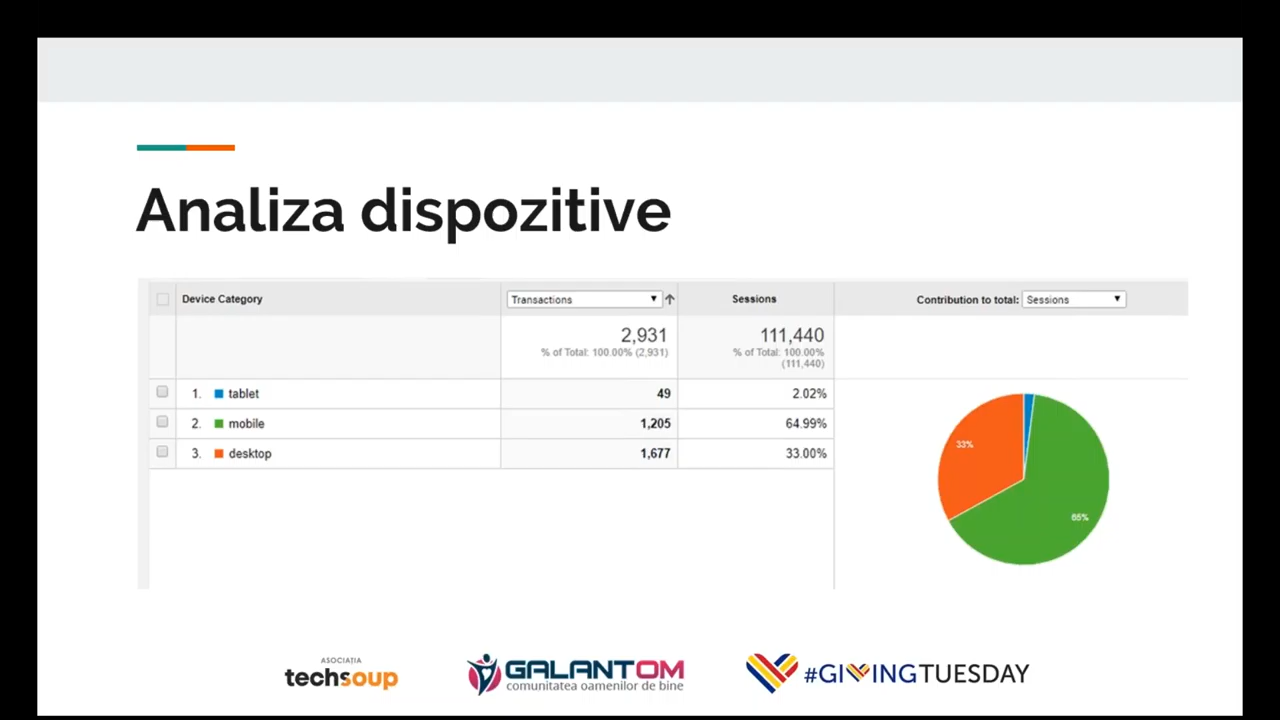 Analiza dispozitive
Device Category
Transactions
Sessions
Contribution to total: Sessions
2,931
% of Total: 100.00% (2,931)
111,440
% of Total: 100.00%
(111,440)
1. tablet 49 2.02%
2. mobile 1,205 64.99%
3. desktop 1,677 33.00%
33%
65%
ASOCIAȚIA
techsoup
GALANTOM
comunitatea oamenilor de bine
#GIVINGTUESDAY